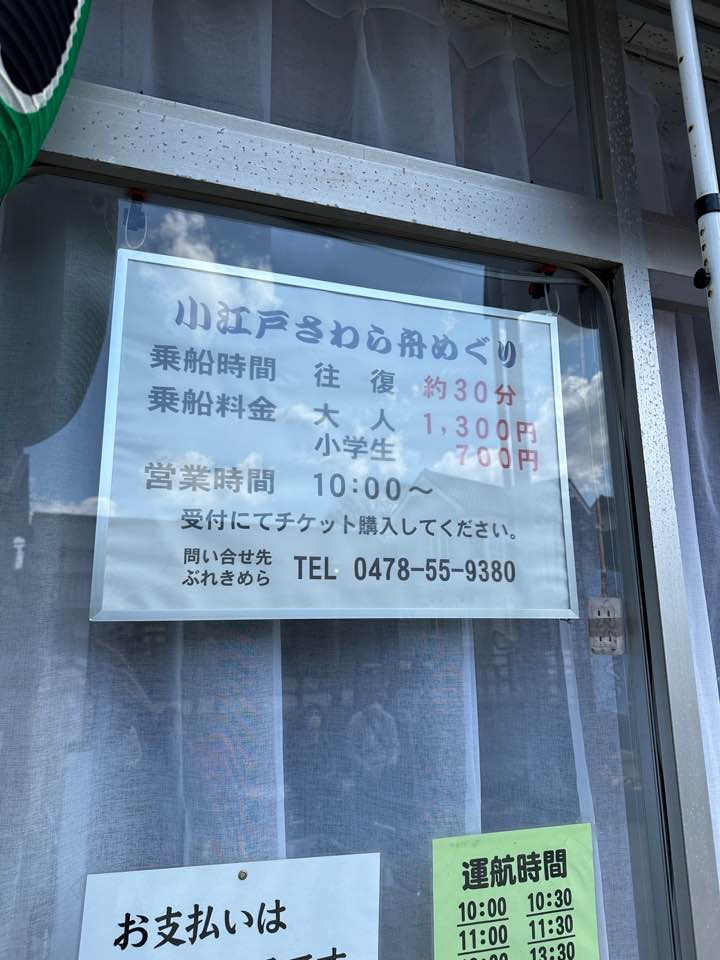 小江戸さわら舟めぐり
乗船時間 往復 約30分
乗船料金 大人 1,300円
小学生 700円
営業時間 10:00～
受付にてチケット購入してください。
問い合せ先
ぶれきめら TEL 0478-55-9380
お支払いは
運航時間
10:00 10:30
11:00 11:30
13:30